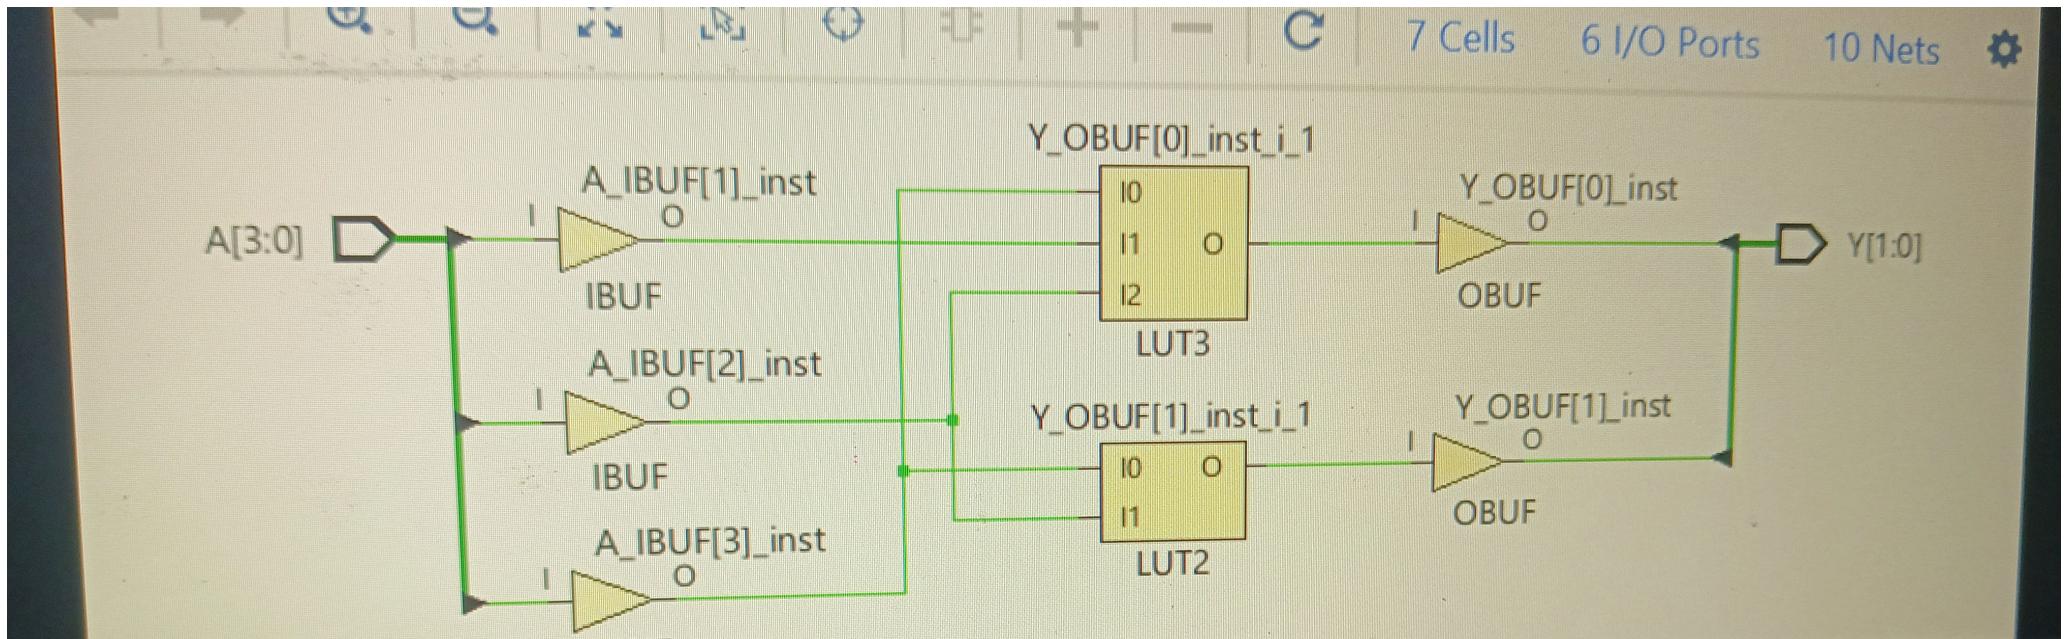 7 Cells 6 I/O Ports 10 Nets
Y_OBUF[0]_inst_i_1
A_IBUF[1]_inst
I O
IBUF
A[3:0]
I0
I1 O
I2
LUT3
Y_OBUF[0]_inst
I O
OBUF
Y[1:0]
A_IBUF[2]_inst
I O
IBUF
Y_OBUF[1]_inst_i_1
I0 O
I1
LUT2
Y_OBUF[1]_inst
I O
OBUF
A_IBUF[3]_inst
I O